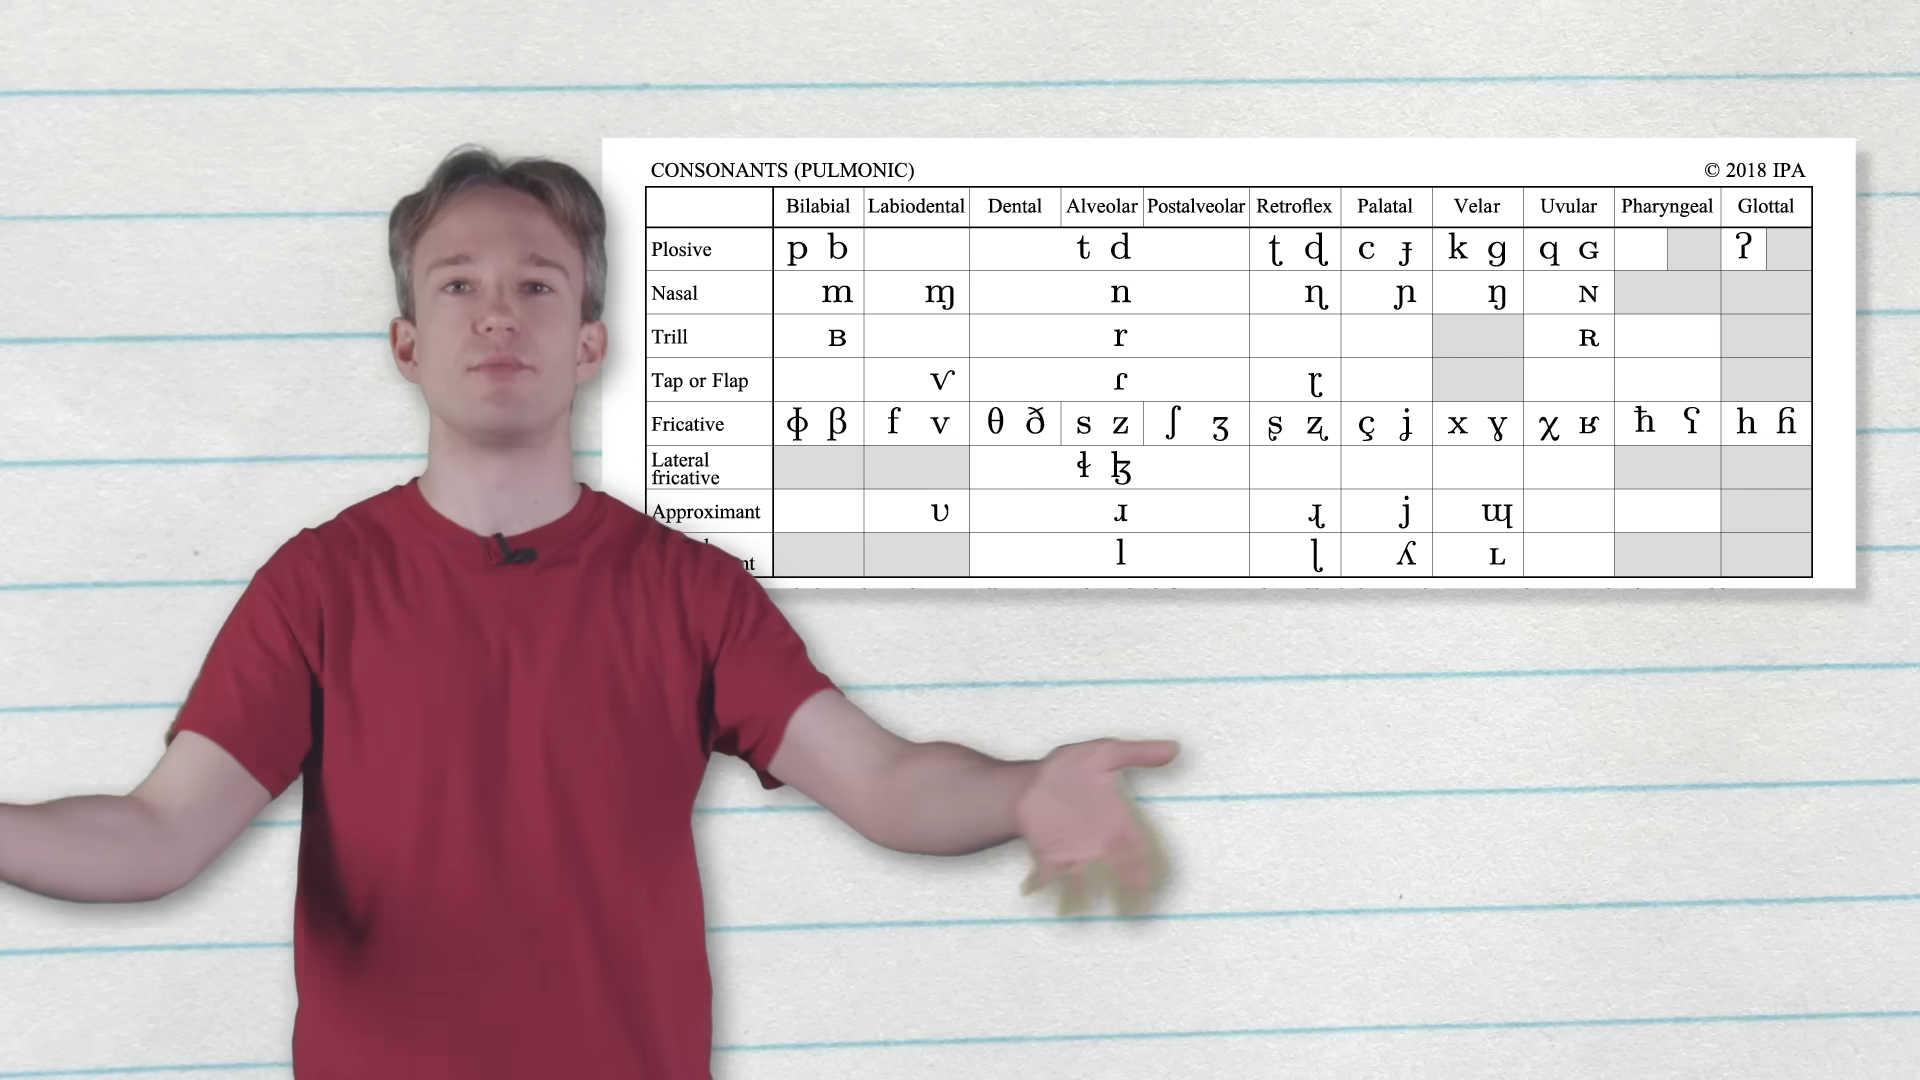 CONSONANTS (PULMONIC) © 2018 IPA
Bilabial Labiodental Dental Alveolar Postalveolar Retroflex Palatal Velar Uvular Pharyngeal Glottal
Plosive p b t d ʈ ɖ c ɟ k ɡ q ɢ ʔ
Nasal m ɱ n ɳ ɲ ŋ ɴ
Trill ʙ r ʀ
Tap or Flap ⱱ ɾ ɽ
Fricative ɸ β f v θ ð s z ʃ ʒ ʂ ʐ ç ʝ x ɣ χ ʁ ħ ʕ h ɦ
Lateral
fricative ɬ ɮ
Approximant ʋ ɹ ɻ j ɰ
l ɭ ʎ ʟ